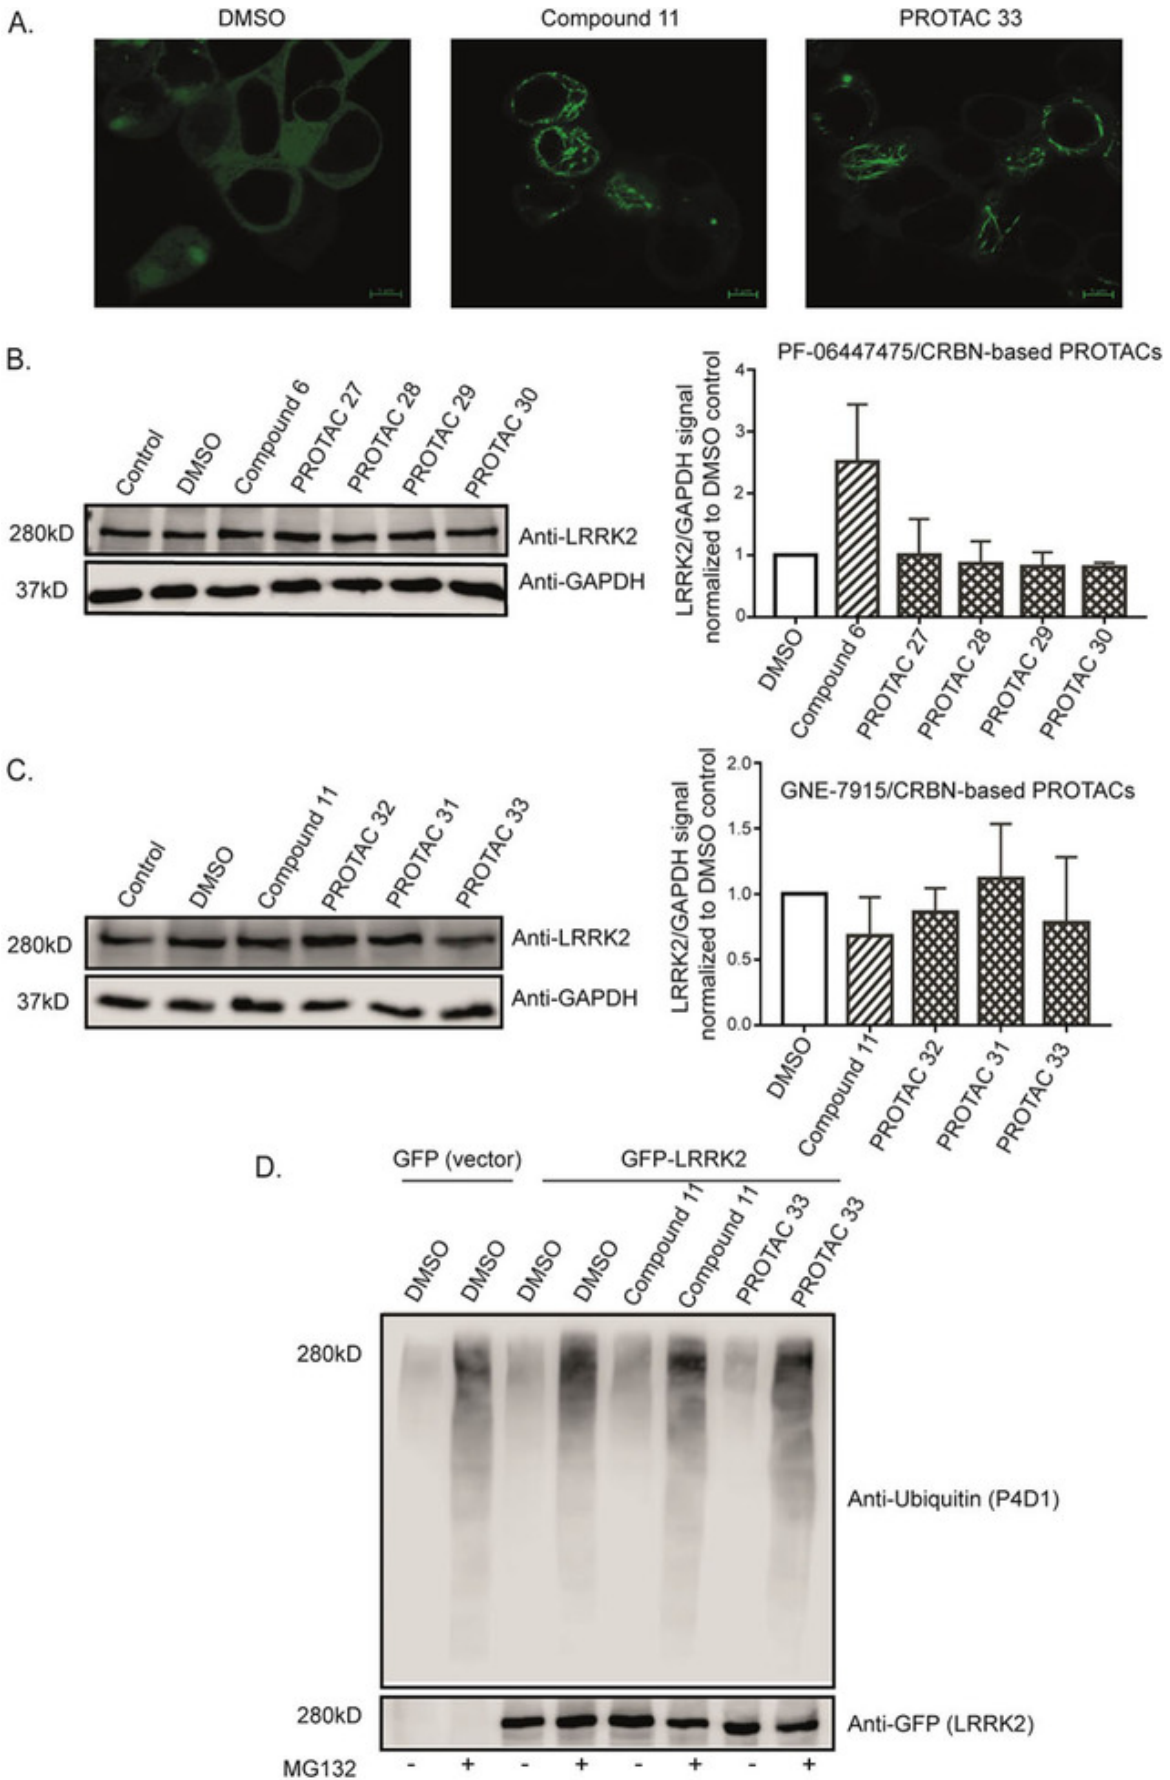 A.
DMSO
Compound 11
PROTAC 33
B.
Control
DMSO
Compound 6
PROTAC 27
PROTAC 28
PROTAC 29
PROTAC 30
280kD
Anti-LRRK2
37kD
Anti-GAPDH
PF-06447475/CRBN-based PROTACs
LRRK2/GAPDH signal
normalized to DMSO control
4
3
2
1
0
DMSO
Compound 6
PROTAC 27
PROTAC 28
PROTAC 29
PROTAC 30
C.
Control
DMSO
Compound 11
PROTAC 32
PROTAC 31
PROTAC 33
280kD
Anti-LRRK2
37kD
Anti-GAPDH
GNE-7915/CRBN-based PROTACs
LRRK2/GAPDH signal
normalized to DMSO control
2.0
1.5
1.0
0.5
0.0
DMSO
Compound 11
PROTAC 32
PROTAC 31
PROTAC 33
D.
GFP (vector)
GFP-LRRK2
DMSO
DMSO
DMSO
DMSO
Compound 11
Compound 11
PROTAC 33
PROTAC 33
280kD
Anti-Ubiquitin (P4D1)
280kD
Anti-GFP (LRRK2)
MG132 - + - + - + - +